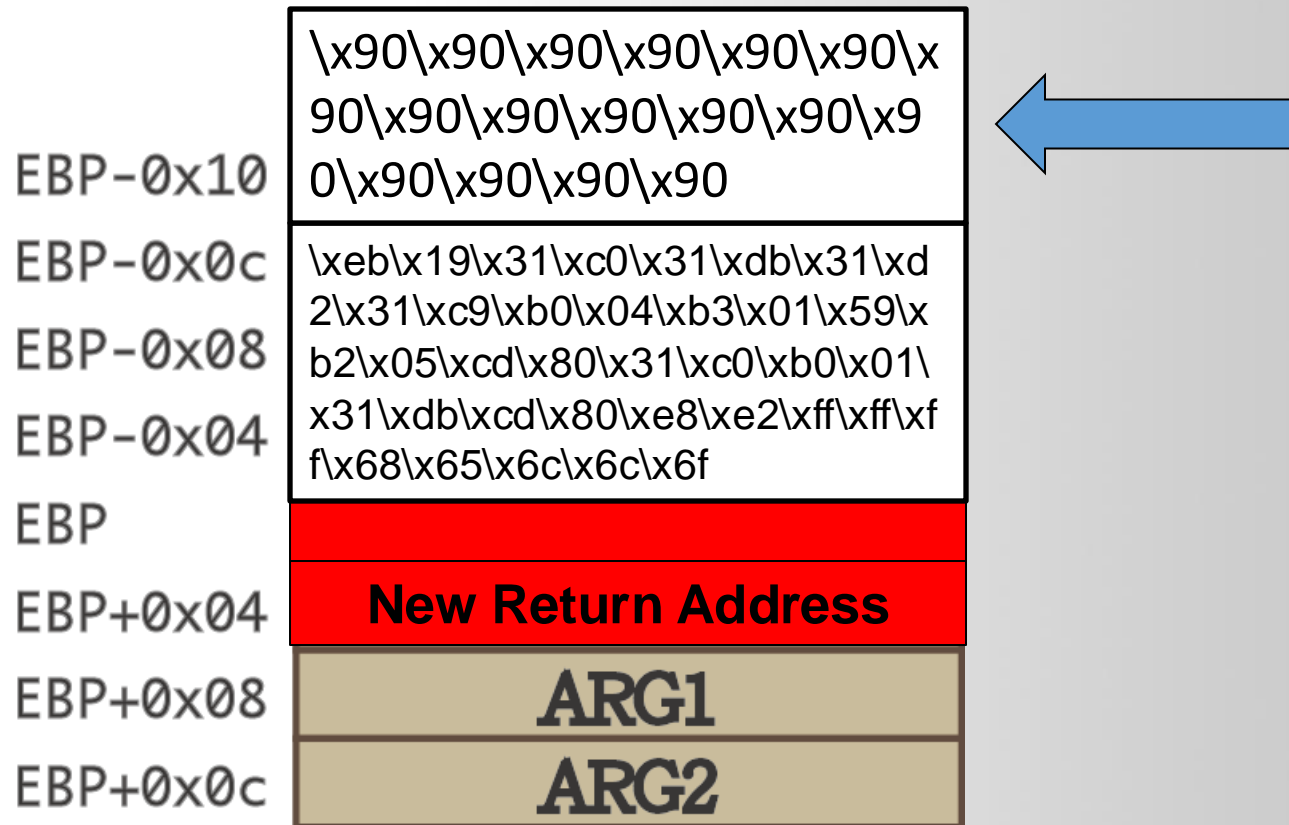 \x90\x90\x90\x90\x90\x90\x
90\x90\x90\x90\x90\x90\x9
EBP-0x10 0\x90\x90\x90\x90
EBP-0x0c \xeb\x19\x31\xc0\x31\xdb\x31\xd
2\x31\xc9\xb0\x04\xb3\x01\x59\x
EBP-0x08 b2\x05\xcd\x80\x31\xc0\xb0\x01\
x31\xdb\xcd\x80\xe8\xe2\xff\xff\xf
EBP-0x04 f\x68\x65\x6c\x6c\x6f
EBP
EBP+0x04 New Return Address
EBP+0x08 ARG1
EBP+0x0c ARG2